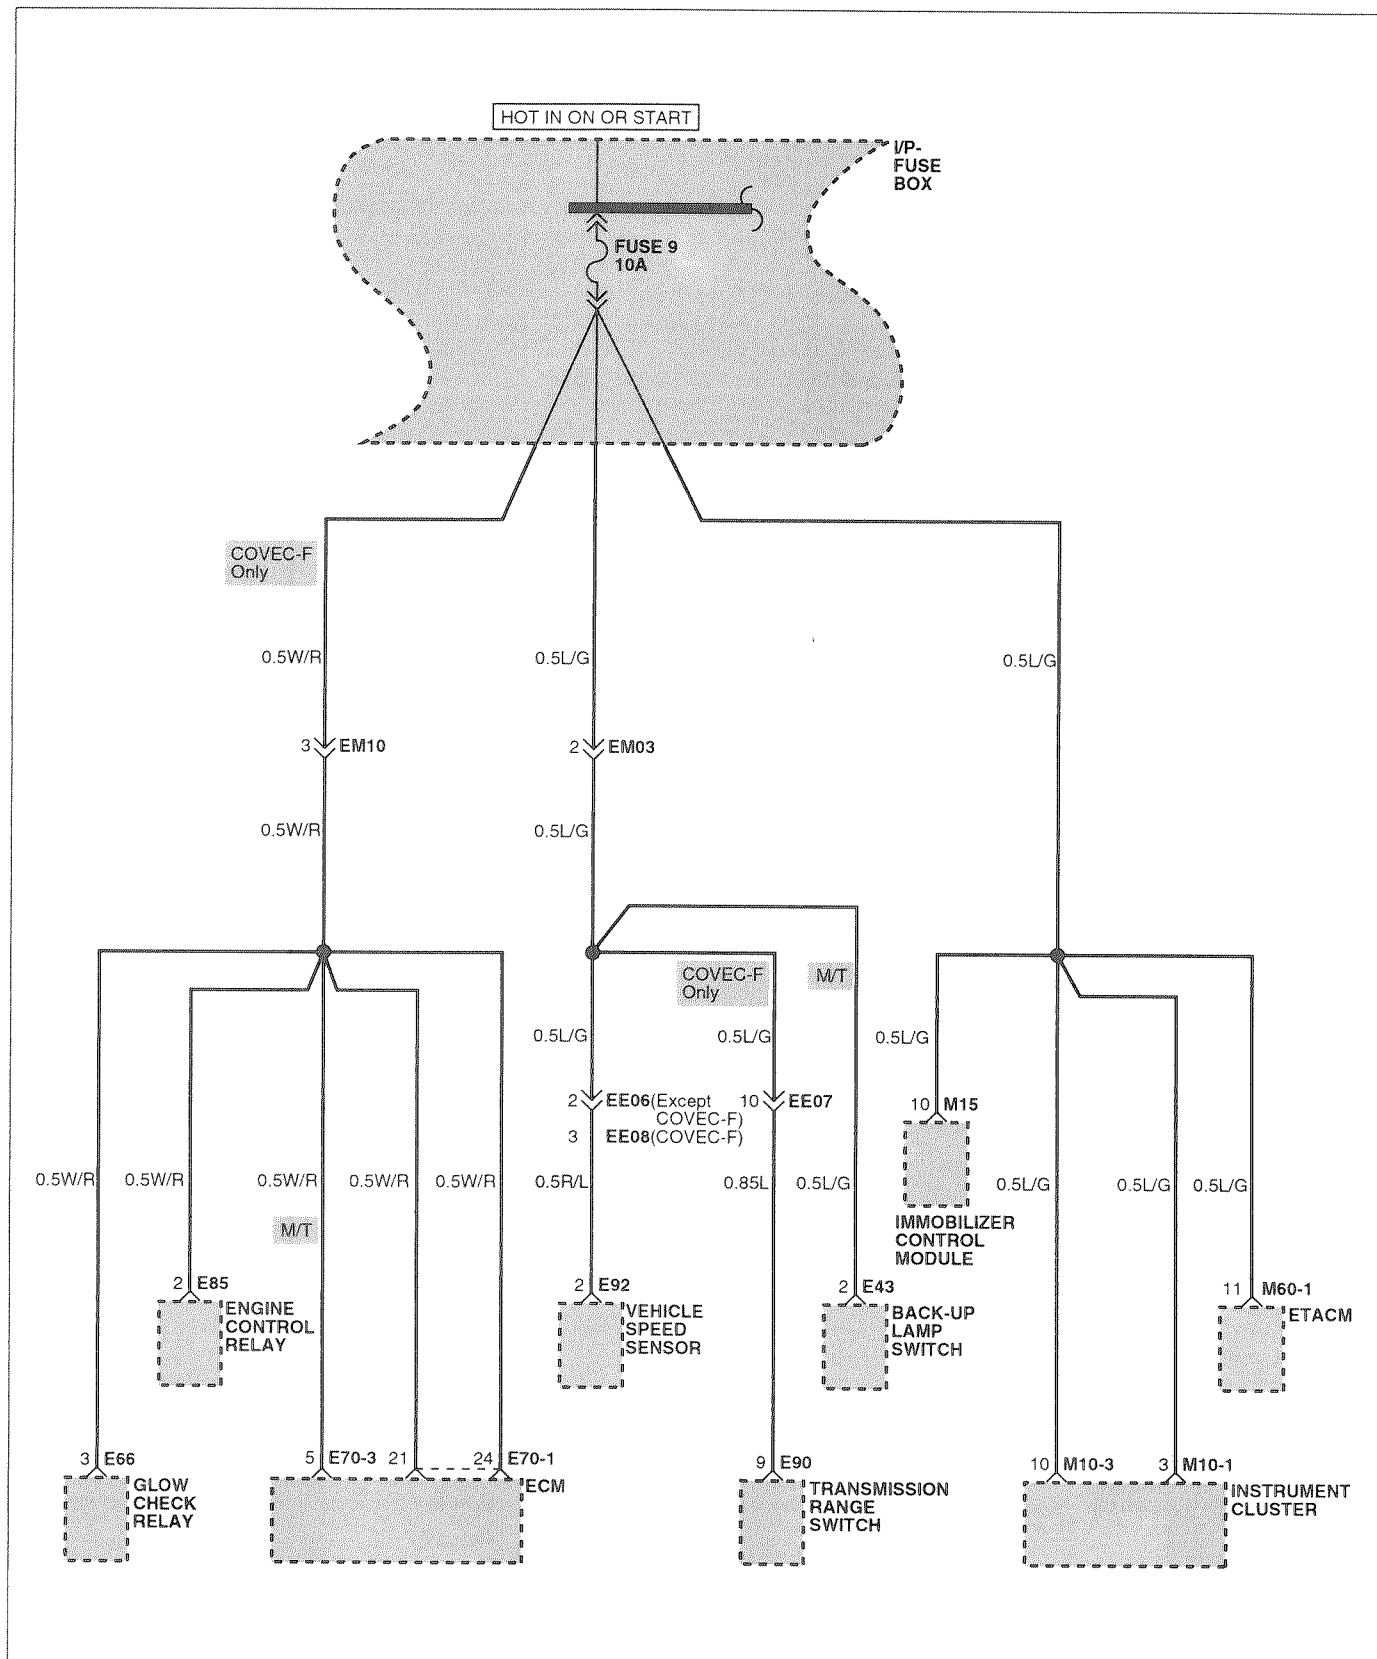 HOT IN ON OR START
I/P-
FUSE
BOX
FUSE 9
10A
COVEC-F
Only
0.5W/R
0.5L/G
0.5L/G
3 EM10
2 EM03
0.5W/R
0.5L/G
COVEC-F
Only
M/T
0.5L/G
0.5L/G
0.5L/G
2 EE06(Except
COVEC-F)
3 EE08(COVEC-F)
10 EE07
10 M15
IMMOBILIZER
CONTROL
MODULE
0.5W/R
0.5W/R
0.5W/R
0.5W/R
0.5W/R
0.5R/L
0.85L
0.5L/G
0.5L/G
0.5L/G
0.5L/G
M/T
2 E85
ENGINE
CONTROL
RELAY
2 E92
VEHICLE
SPEED
SENSOR
2 E43
BACK-UP
LAMP
SWITCH
11 M60-1
ETACM
3 E66
GLOW
CHECK
RELAY
5 E70-3
21
24 E70-1
ECM
9 E90
TRANSMISSION
RANGE
SWITCH
10 M10-3
3 M10-1
INSTRUMENT
CLUSTER